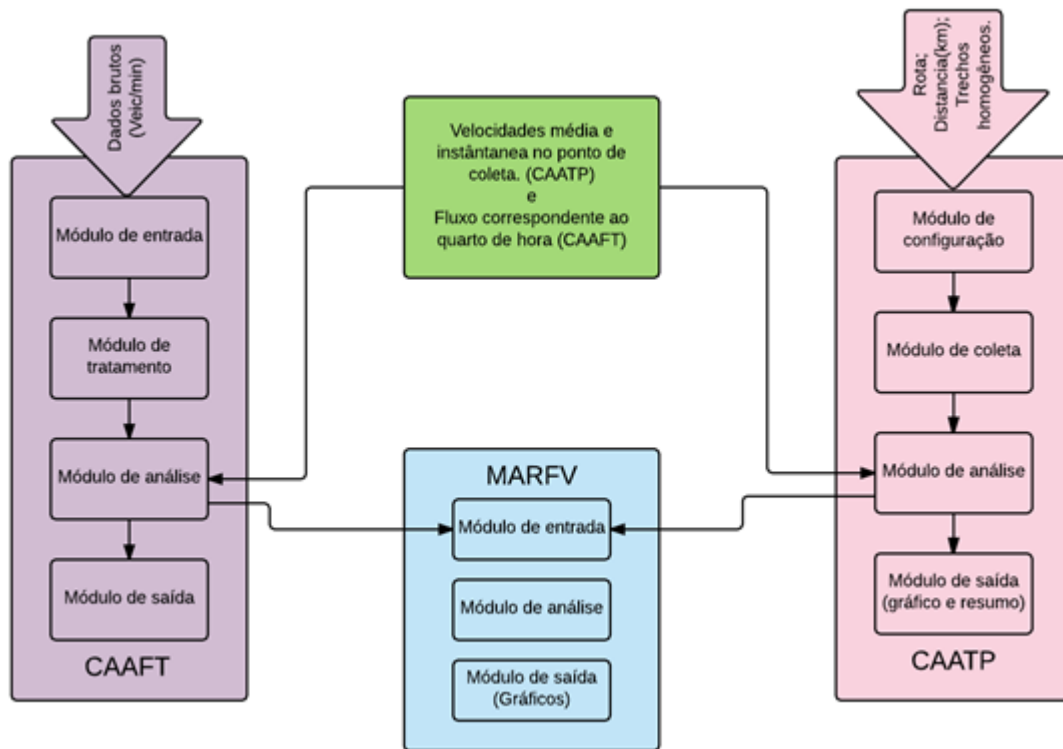 Dados brutos
(Veic/min)
Módulo de entrada
Módulo de
tratamento
Módulo de análise
Módulo de saída
CAAFT
Velocidades média e
instântanea no ponto de
coleta. (CAATP)
e
Fluxo correspondente ao
quarto de hora (CAAFT)
MARFV
Módulo de entrada
Módulo de análise
Módulo de saída
(Gráficos)
Rota;
Distancia(km);
Trechos
homogêneos.
Módulo de
configuração
Módulo de coleta
Módulo de análise
Módulo de saída
(gráfico e resumo)
CAATP